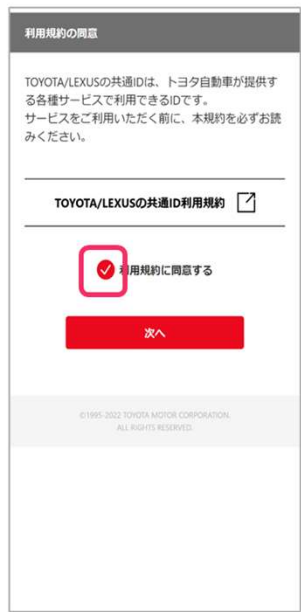 利用規約の同意
TOYOTA/LEXUSの共通IDは、トヨタ自動車が提供す
る各種サービスで利用できるIDです。
サービスをご利用いただく前に、本規約を必ずお読
みください。
TOYOTA/LEXUSの共通ID利用規約
利用規約に同意する
次へ
©1995-2022 TOYOTA MOTOR CORPORATION.
ALL RIGHTS RESERVED.